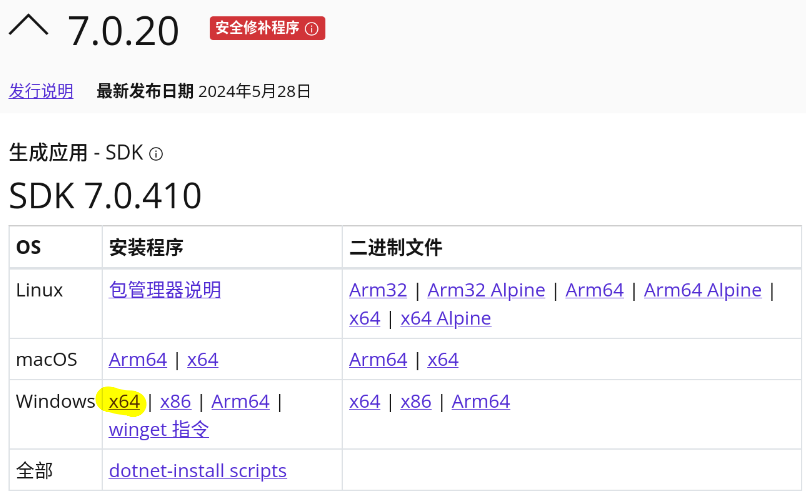 7.0.20 安全修补程序
发行说明 最新发布日期 2024年5月28日
生成应用 - SDK
SDK 7.0.410
OS 安装程序 二进制文件
Linux 包管理器说明 Arm32 | Arm32 Alpine | Arm64 | Arm64 Alpine |
x64 | x64 Alpine
macOS Arm64 | x64 Arm64 | x64
Windows x64 | x86 | Arm64 | x64 | x86 | Arm64
winget 指令
全部 dotnet-install scripts